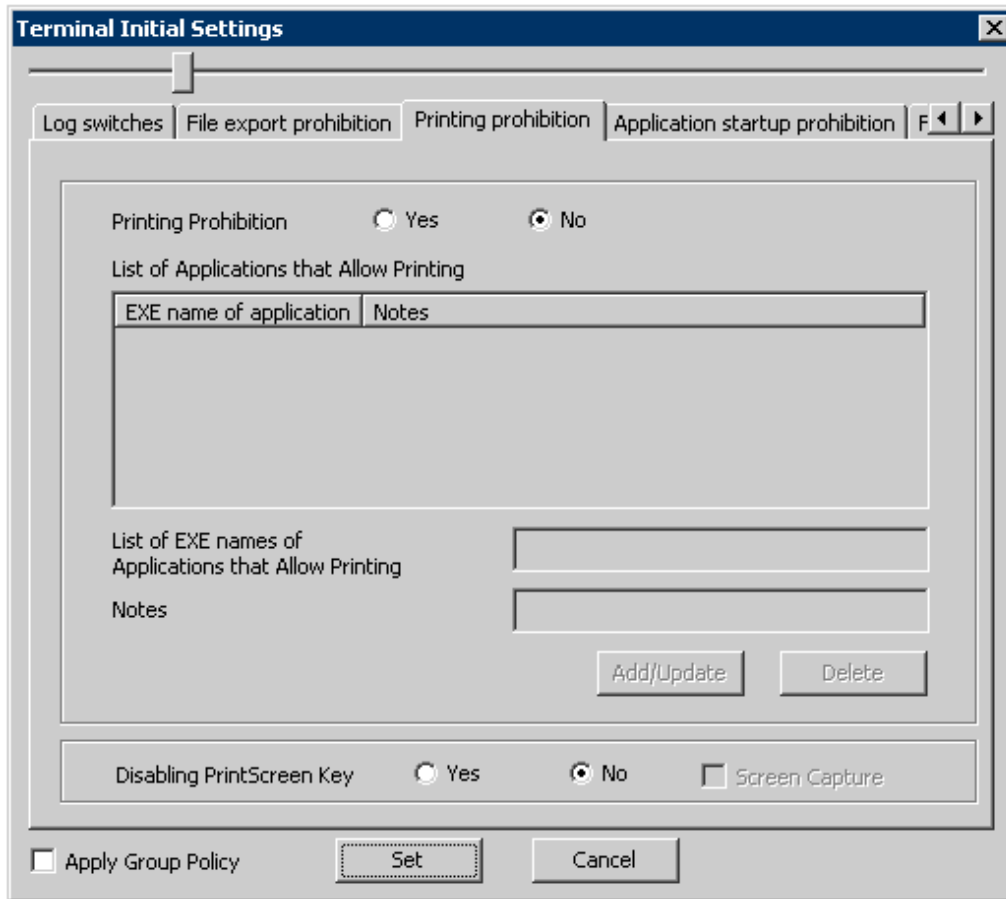 Terminal Initial Settings
Log switches File export prohibition Printing prohibition Application startup prohibition F
Printing Prohibition Yes No
List of Applications that Allow Printing
EXE name of application Notes
List of EXE names of
Applications that Allow Printing
Notes
Add/Update Delete
Disabling PrintScreen Key Yes No Screen Capture
Apply Group Policy Set Cancel